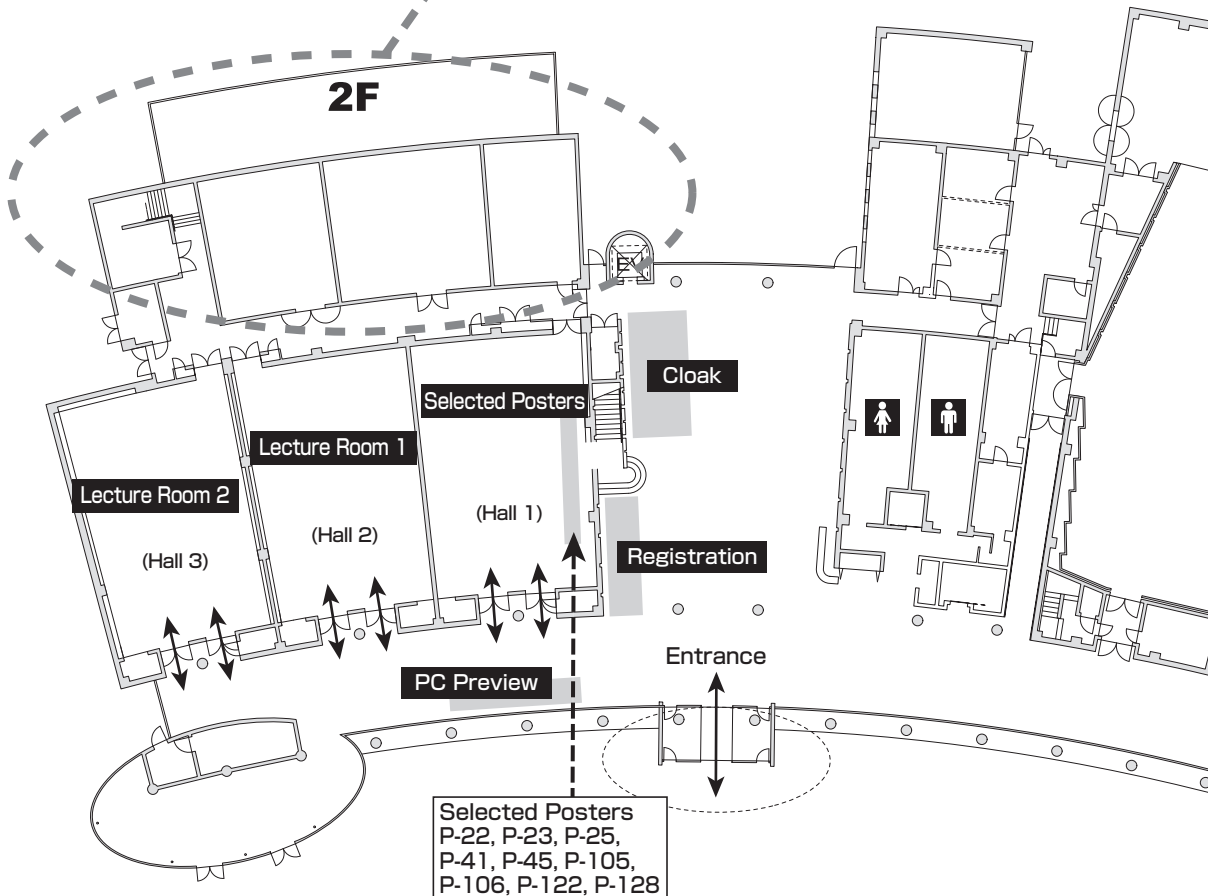 2F
EV
Cloak
Selected Posters
Lecture Room 1
Lecture Room 2
(Hall 1)
(Hall 2)
(Hall 3)
Registration
Entrance
PC Preview
Selected Posters
P-22, P-23, P-25,
P-41, P-45, P-105,
P-106, P-122, P-128